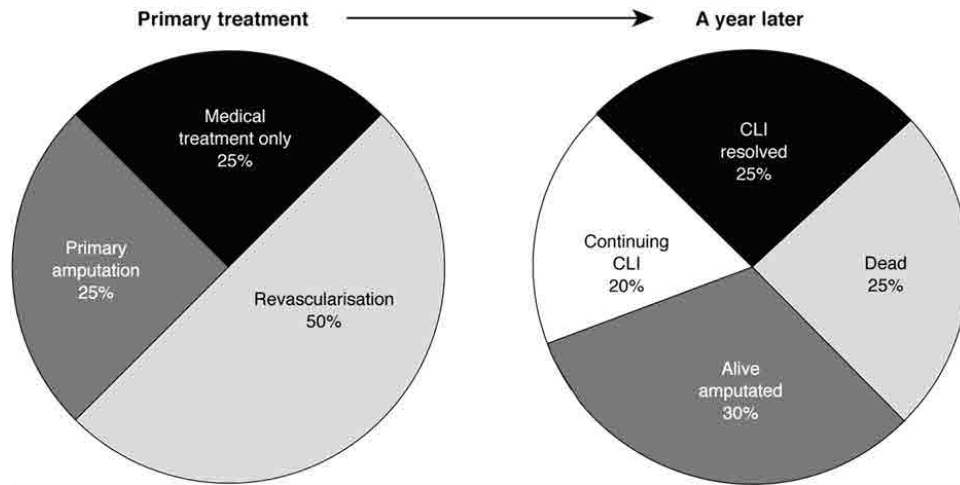 Primary treatment
A year later
Medical
treatment only
25%
Primary
amputation
25%
Revascularisation
50%
CLI
resolved
25%
Continuing
CLI
20%
Dead
25%
Alive
amputated
30%